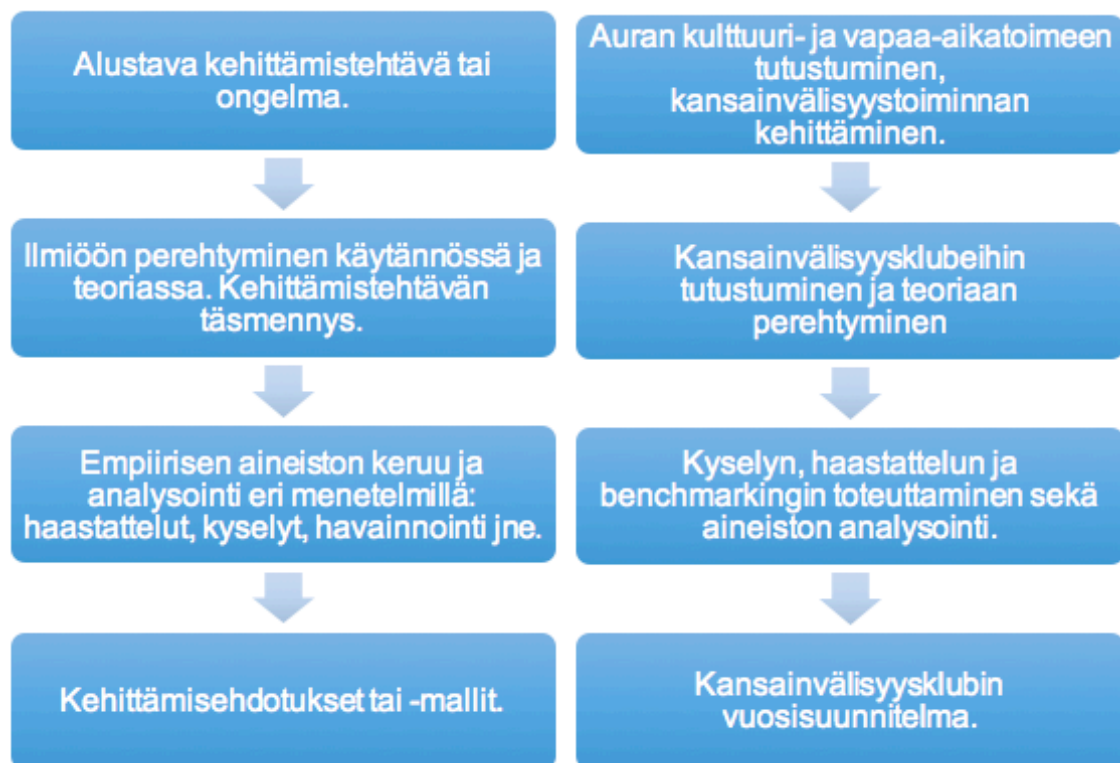 Alustava kehittämistehtävä tai
ongelma.
Auran kulttuuri- ja vapaa-aikatoimeen
tutustuminen,
kansainvälisyystoiminnan
kehittäminen.
Ilmiöön perehtyminen käytännössä ja
teoriassa. Kehittämistehtävän
täsmennys.
Kansainvälisyysklubeihin
tutustuminen ja teoriaan
perehtyminen
Empiirisen aineiston keruu ja
analysointi eri menetelmillä:
haastattelut, kyselyt, havainnointi jne.
Kyselyn, haastattelun ja
benchmarkingin toteuttaminen sekä
aineiston analysointi.
Kehittämisehdotukset tai -mallit.
Kansainvälisyysklubin
vuosisuunnitelma.